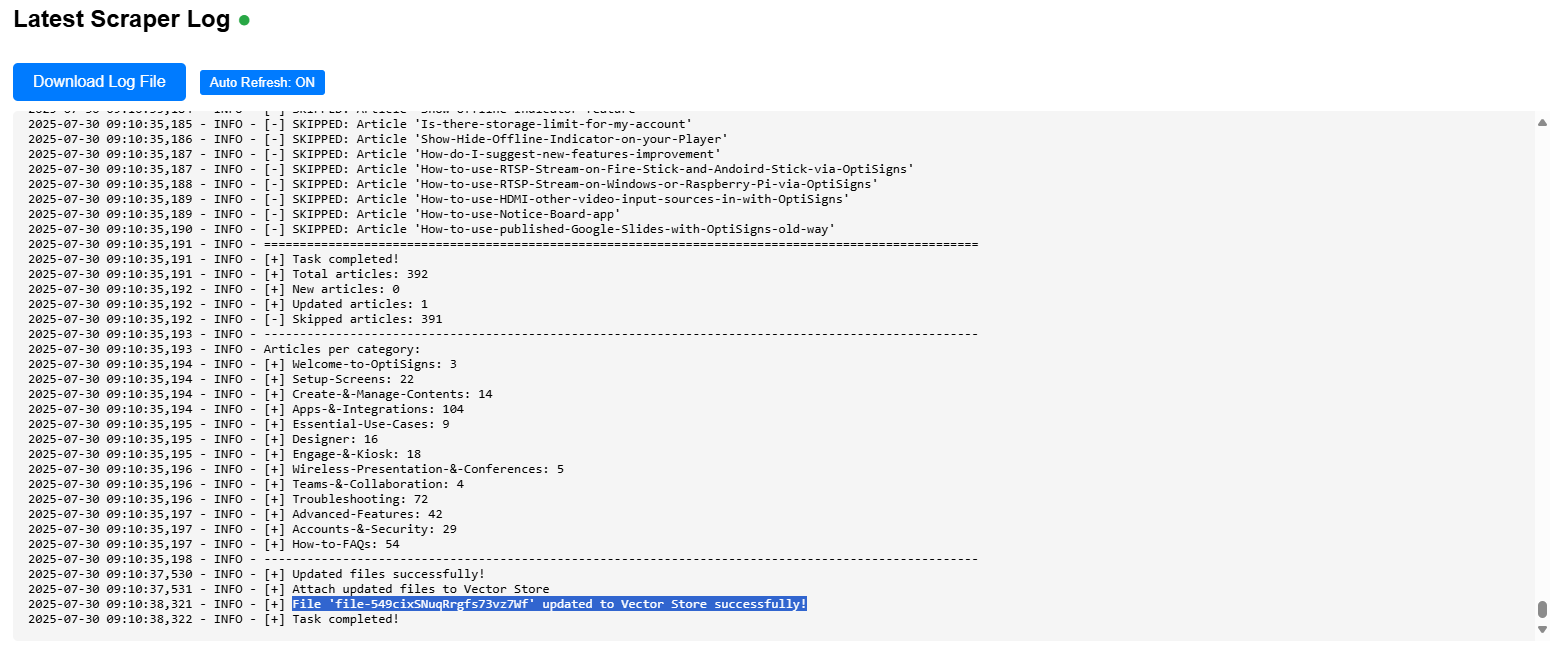 Latest Scraper Log
Download Log File
Auto Refresh: ON
2025-07-30 09:10:35,185 - INFO - [-] SKIPPED: Article 'Is-there-storage-limit-for-my-account'
2025-07-30 09:10:35,186 - INFO - [-] SKIPPED: Article 'Show-Hide-Offline-Indicator-on-your-Player'
2025-07-30 09:10:35,187 - INFO - [-] SKIPPED: Article 'How-do-I-suggest-new-features-improvement'
2025-07-30 09:10:35,187 - INFO - [-] SKIPPED: Article 'How-to-use-RTSP-Stream-on-Fire-Stick-and-Andoird-Stick-via-OptiSigns'
2025-07-30 09:10:35,188 - INFO - [-] SKIPPED: Article 'How-to-use-RTSP-Stream-on-Windows-or-Raspberry-Pi-via-OptiSigns'
2025-07-30 09:10:35,189 - INFO - [-] SKIPPED: Article 'How-to-use-HDMI-other-video-input-sources-in-with-OptiSigns'
2025-07-30 09:10:35,189 - INFO - [-] SKIPPED: Article 'How-to-use-Notice-Board-app'
2025-07-30 09:10:35,190 - INFO - [-] SKIPPED: Article 'How-to-use-published-Google-Slides-with-OptiSigns-old-way'
2025-07-30 09:10:35,191 - INFO - ====================================================================================================
2025-07-30 09:10:35,191 - INFO - [+] Task completed!
2025-07-30 09:10:35,191 - INFO - [+] Total articles: 392
2025-07-30 09:10:35,192 - INFO - [+] New articles: 0
2025-07-30 09:10:35,192 - INFO - [+] Updated articles: 1
2025-07-30 09:10:35,192 - INFO - [-] Skipped articles: 391
2025-07-30 09:10:35,193 - INFO - ----------------------------------------------------------------------------------------------------
2025-07-30 09:10:35,193 - INFO - Articles per category:
2025-07-30 09:10:35,194 - INFO - [+] Welcome-to-OptiSigns: 3
2025-07-30 09:10:35,194 - INFO - [+] Setup-Screens: 22
2025-07-30 09:10:35,194 - INFO - [+] Create-&-Manage-Contents: 14
2025-07-30 09:10:35,194 - INFO - [+] Apps-&-Integrations: 104
2025-07-30 09:10:35,195 - INFO - [+] Essential-Use-Cases: 9
2025-07-30 09:10:35,195 - INFO - [+] Designer: 16
2025-07-30 09:10:35,195 - INFO - [+] Engage-&-Kiosk: 18
2025-07-30 09:10:35,196 - INFO - [+] Wireless-Presentation-&-Conferences: 5
2025-07-30 09:10:35,196 - INFO - [+] Teams-&-Collaboration: 4
2025-07-30 09:10:35,196 - INFO - [+] Troubleshooting: 72
2025-07-30 09:10:35,197 - INFO - [+] Advanced-Features: 42
2025-07-30 09:10:35,197 - INFO - [+] Accounts-&-Security: 29
2025-07-30 09:10:35,197 - INFO - [+] How-to-FAQs: 54
2025-07-30 09:10:35,198 - INFO - ----------------------------------------------------------------------------------------------------
2025-07-30 09:10:37,530 - INFO - [+] Updated files successfully!
2025-07-30 09:10:37,531 - INFO - [+] Attach updated files to Vector Store
2025-07-30 09:10:38,321 - INFO - [+] File 'file-549cixSNuqRrgfs73vz7Wf' updated to Vector Store successfully!
2025-07-30 09:10:38,322 - INFO - [+] Task completed!